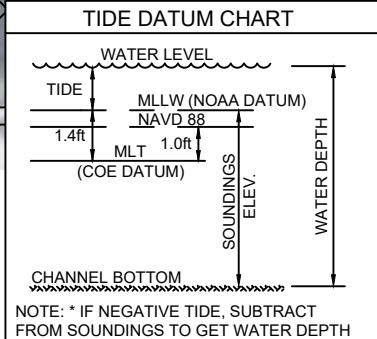 TIDE DATUM CHART
WATER LEVEL
TIDE
MLLW (NOAA DATUM)
NAVD 88
1.4ft
1.0ft
MLT
(COE DATUM)
SOUNDINGS
ELEV.
WATER DEPTH
CHANNEL BOTTOM
NOTE: * IF NEGATIVE TIDE, SUBTRACT
FROM SOUNDINGS TO GET WATER DEPTH